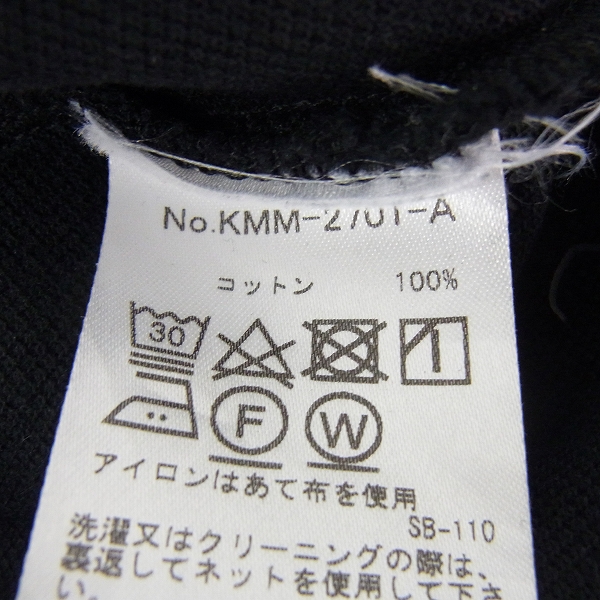 No.KMM-2701-A
コットン 100%
30
F W
アイロンはあて布を使用
SB-110
洗濯又はクリーニングの際は、
裏返してネットを使用して下さ
い。